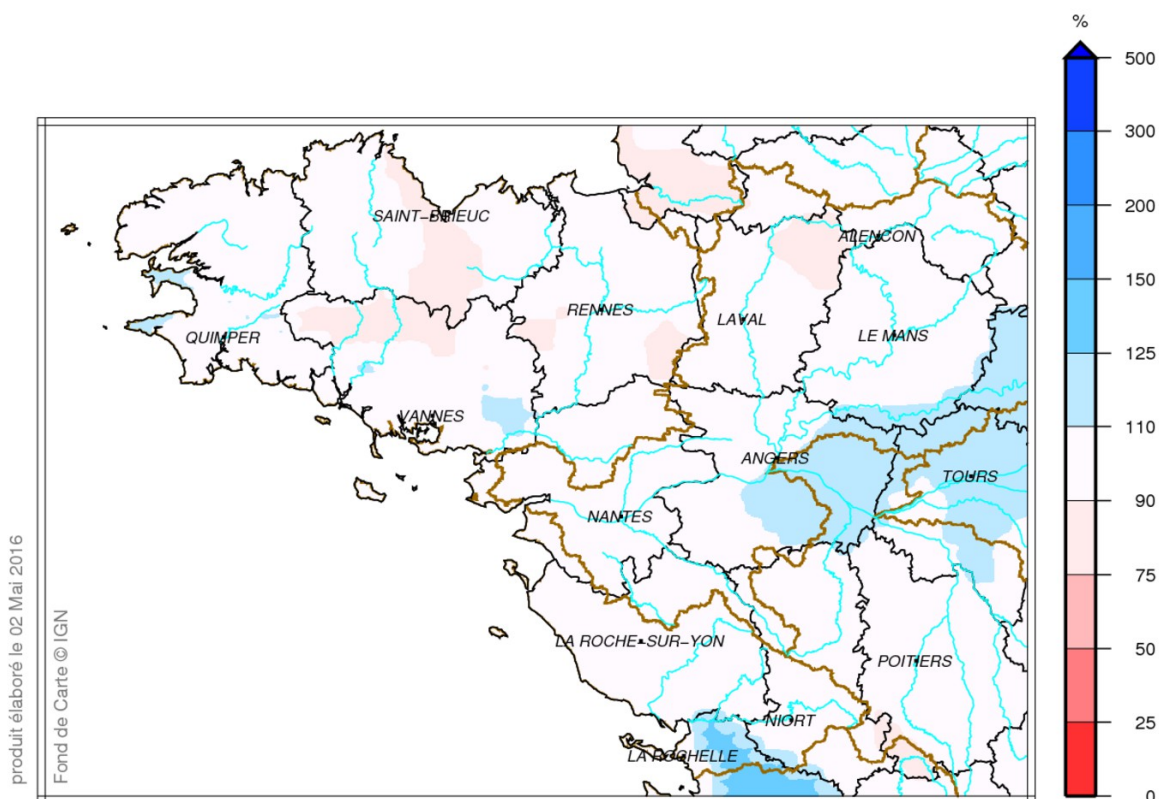 %
500
300
200
150
125
110
90
75
50
25
0
SAINT-BRIEUC
ALENCON
RENNES
LAVAL
LE MANS
QUIMPER
VANNES
ANGERS
TOURS
NANTES
LA ROCHE-SUR-YON
POITIERS
NIORT
LA ROCHELLE
produit élaboré le 02 Mai 2016
Fond de Carte © IGN